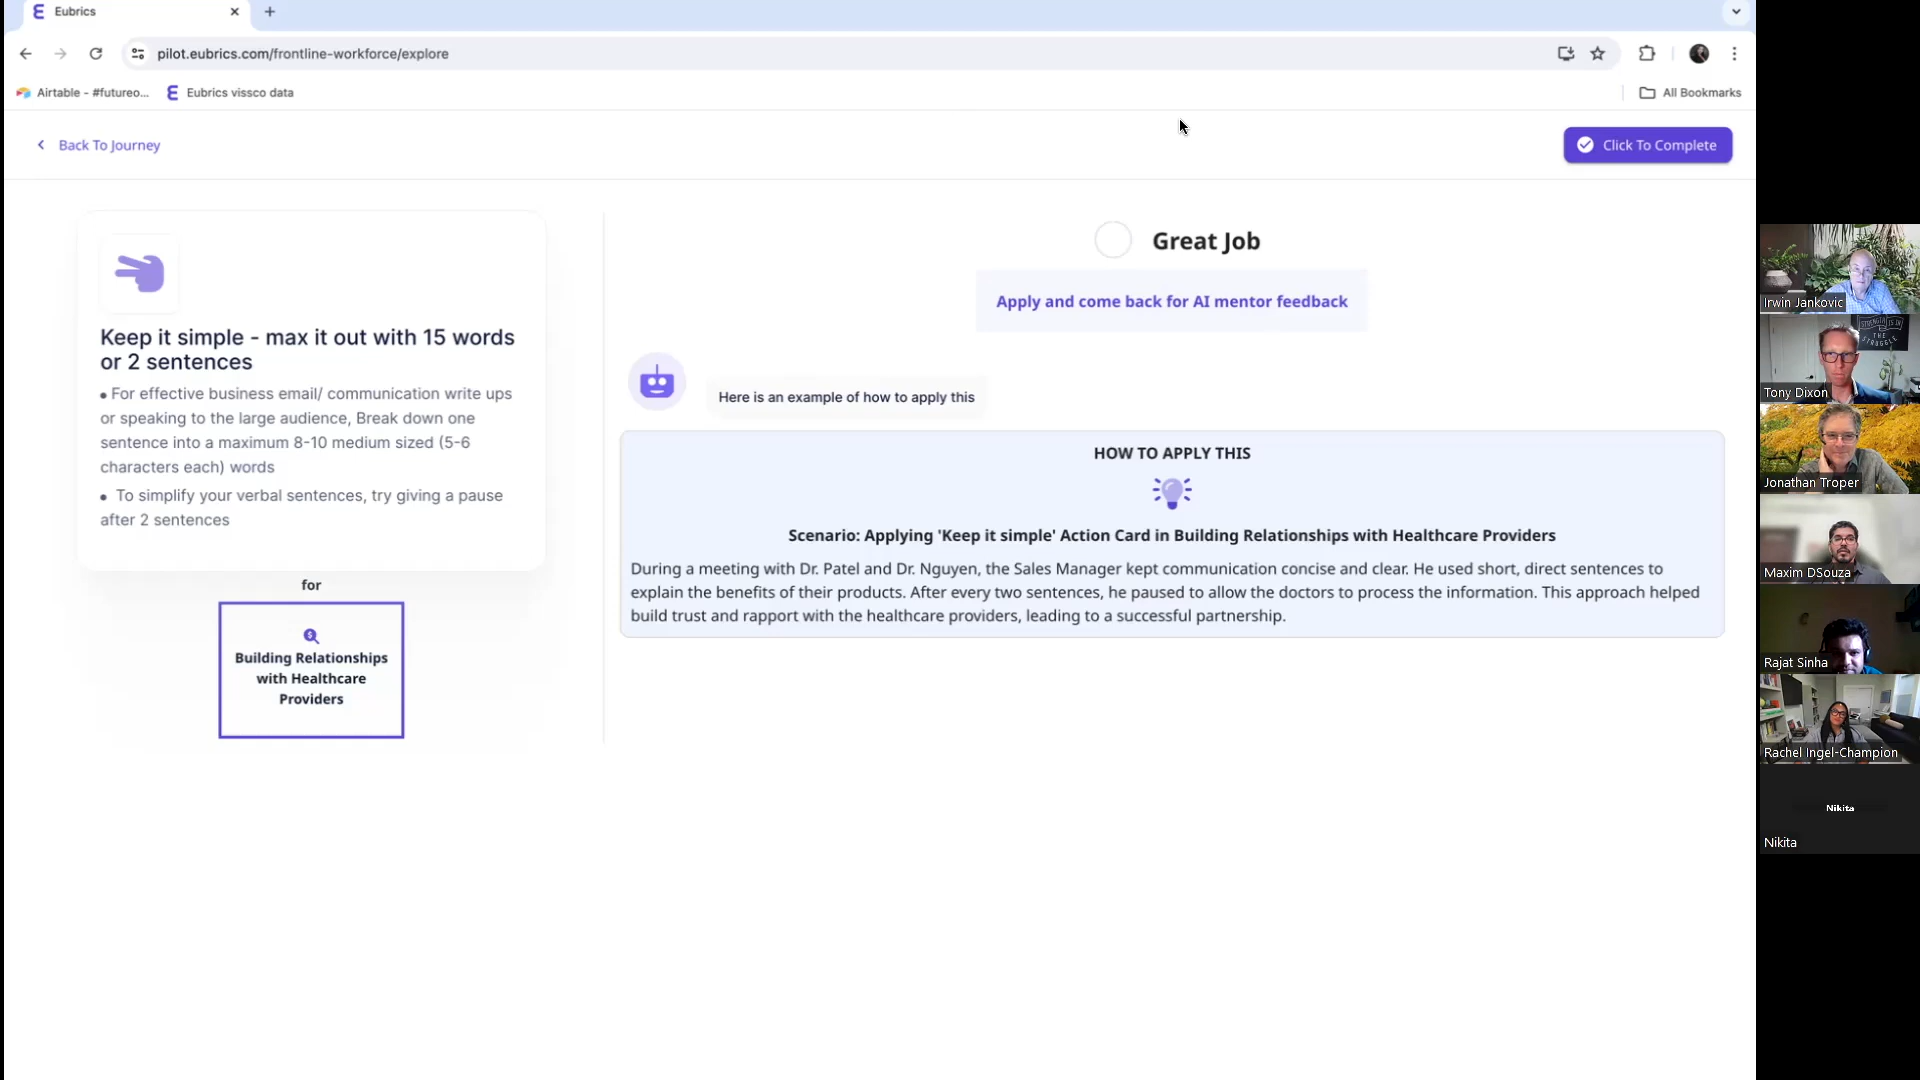 Eubrics
pilot.eubrics.com/frontline-workforce/explore
Airtable - #futureo...
Eubrics vissco data
All Bookmarks
Back To Journey
Click To Complete
Keep it simple - max it out with 15 words
or 2 sentences
• For effective business email/ communication write ups
or speaking to the large audience, Break down one
sentence into a maximum 8-10 medium sized (5-6
characters each) words
• To simplify your verbal sentences, try giving a pause
after 2 sentences
for
Building Relationships
with Healthcare
Providers
Great Job
Apply and come back for AI mentor feedback
Here is an example of how to apply this
HOW TO APPLY THIS
Scenario: Applying 'Keep it simple' Action Card in Building Relationships with Healthcare Providers
During a meeting with Dr. Patel and Dr. Nguyen, the Sales Manager kept communication concise and clear. He used short, direct sentences to
explain the benefits of their products. After every two sentences, he paused to allow the doctors to process the information. This approach helped
build trust and rapport with the healthcare providers, leading to a successful partnership.
Irwin Jankovic
STRENGTH IS IN
THE
STRUGGLE
Tony Dixon
Jonathan Troper
Maxim DSouza
Rajat Sinha
Rachel Ingel-Champion
Nikita
Nikita